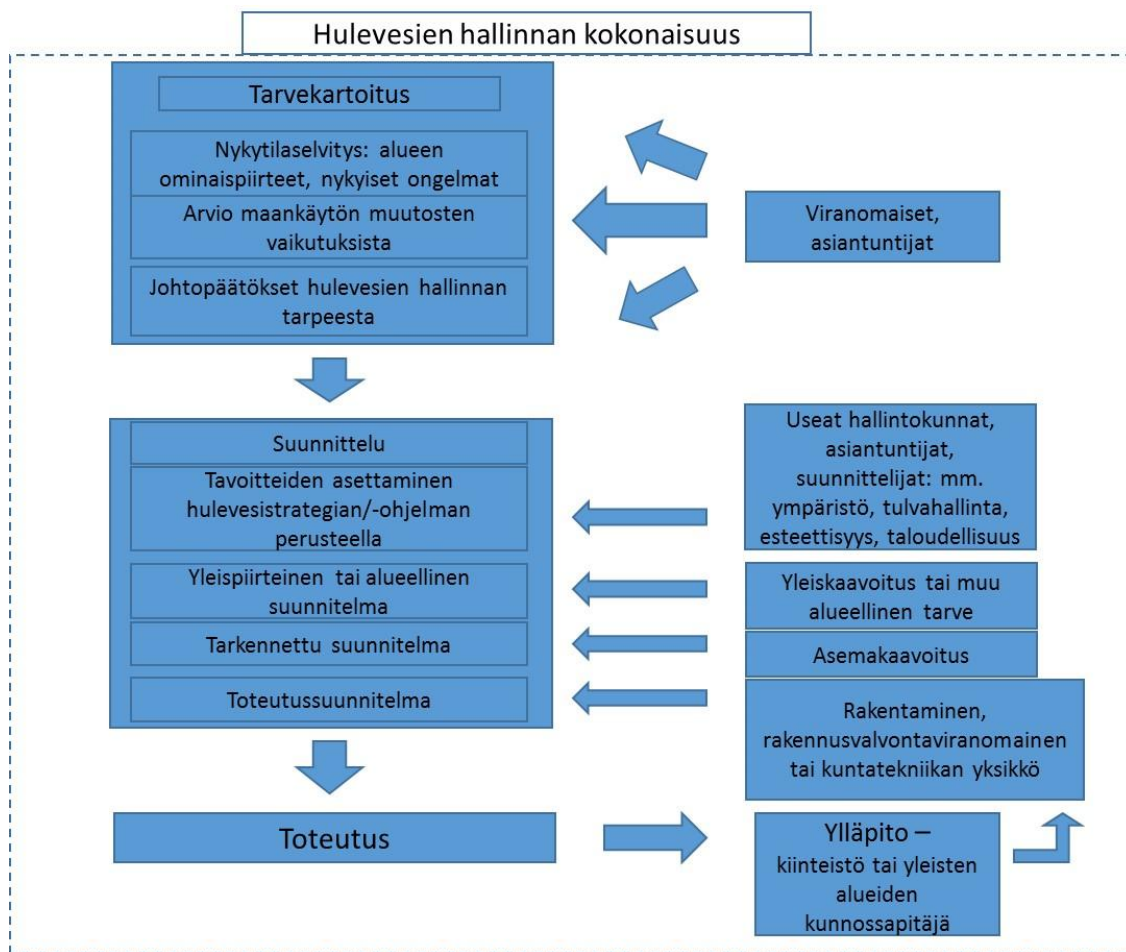 Hulevesien hallinnan kokonaisuus
Tarvekartoitus
Nykytilaselvitys: alueen
ominaispiirteet, nykyiset ongelmat
Arvio maankäytön muutosten
vaikutuksista
Johtopäätökset hulevesien hallinnan
tarpeesta
Viranomaiset,
asiantuntijat
Suunnittelu
Tavoitteiden asettaminen
hulevesistrategian/-ohjelman
perusteella
Yleispiirteinen tai alueellinen
suunnitelma
Tarkennettu suunnitelma
Toteutussuunnitelma
Useat hallintokunnat,
asiantuntijat,
suunnittelijat: mm.
ympäristö, tulvahallinta,
esteettisyys, taloudellisuus
Yleiskaavoitus tai muu
alueellinen tarve
Asemakaavoitus
Rakentaminen,
rakennusvalvontaviranomainen
tai kuntatekniikan yksikkö
Toteutus
Ylläpito –
kiinteistö tai yleisten
alueiden
kunnossapitäjä